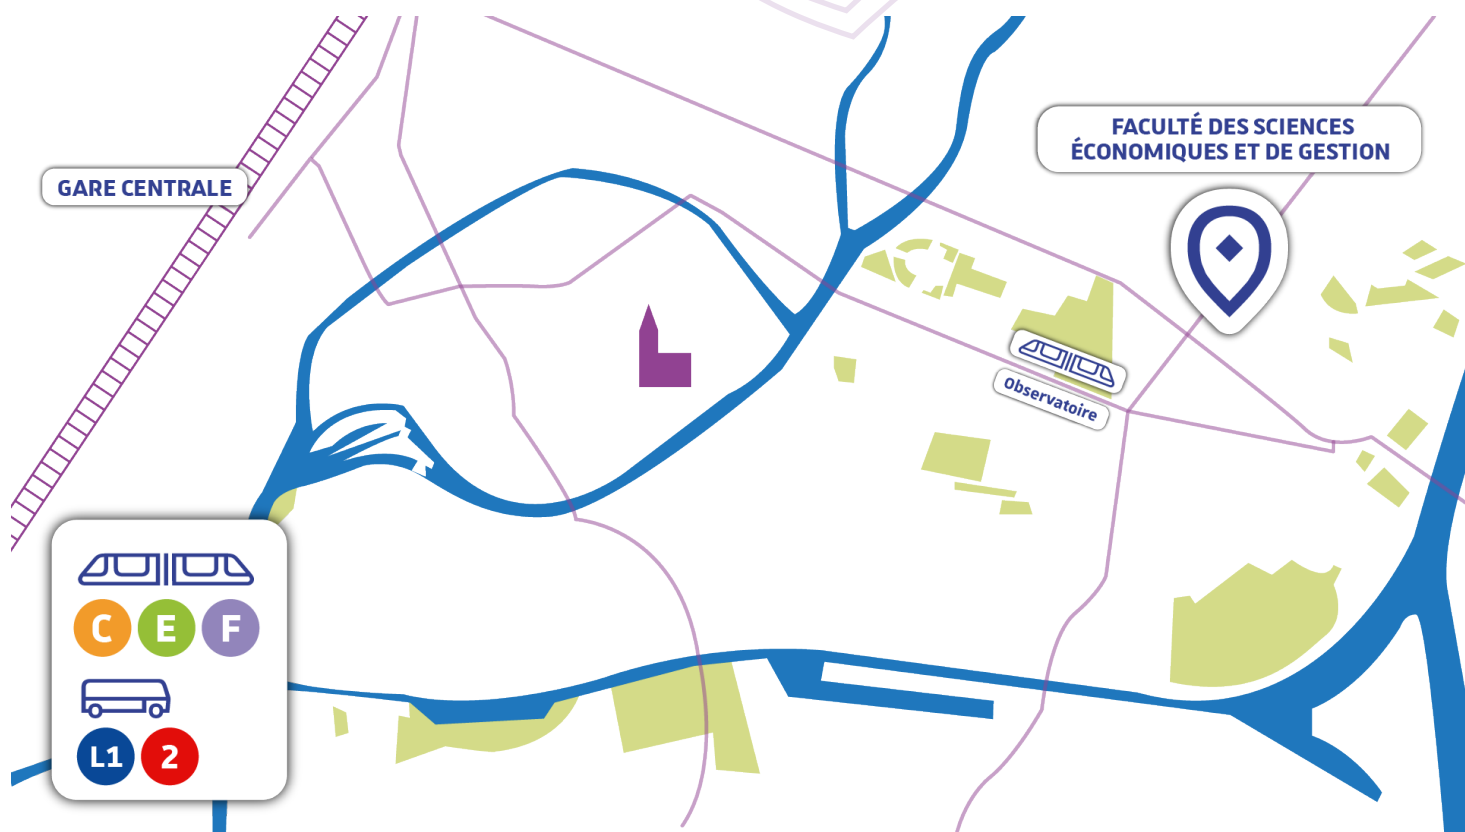 FACULTÉ DES SCIENCES
ÉCONOMIQUES ET DE GESTION
GARE CENTRALE
Observatoire
C E F
L1 2